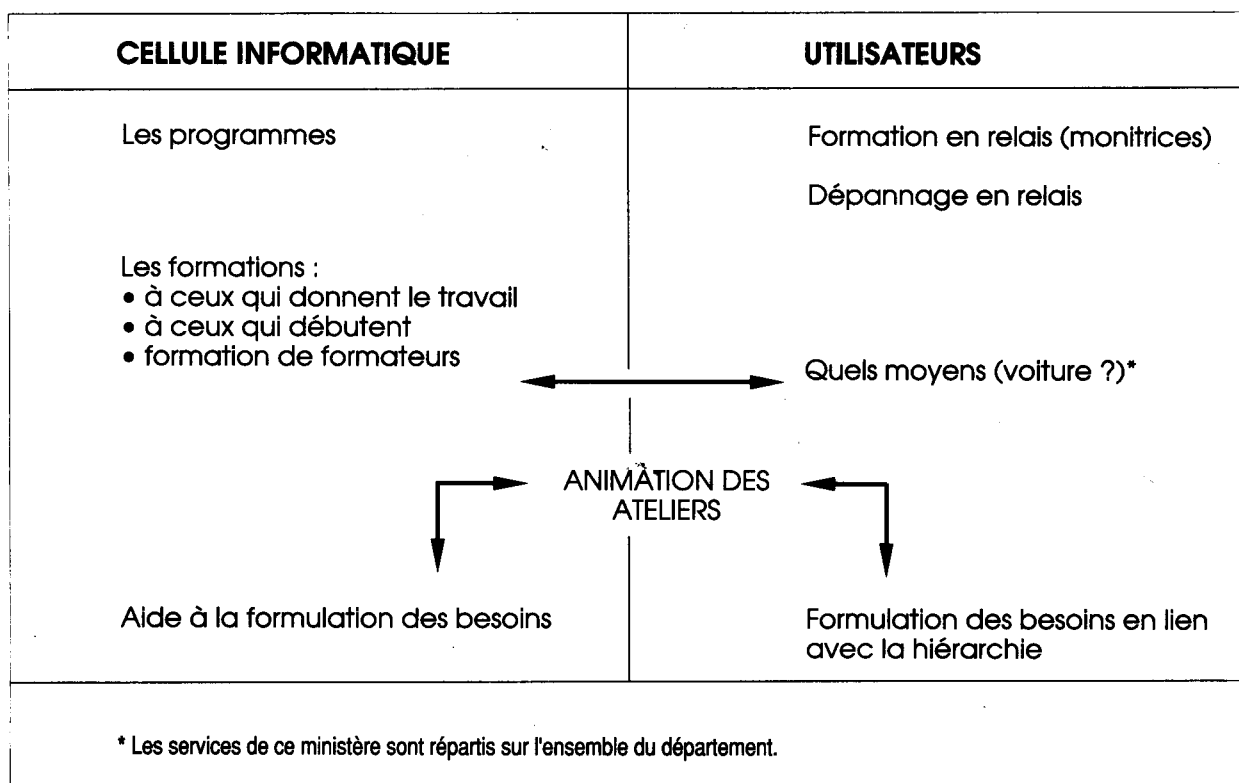 CELLULE INFORMATIQUE
UTILISATEURS
Les programmes
Formation en relais (monitrices)
Dépannage en relais
Les formations :
• à ceux qui donnent le travail
• à ceux qui débutent
• formation de formateurs
Quels moyens (voiture ?)*
ANIMATION DES
ATELIERS
Aide à la formulation des besoins
Formulation des besoins en lien
avec la hiérarchie
* Les services de ce ministère sont répartis sur l'ensemble du département.